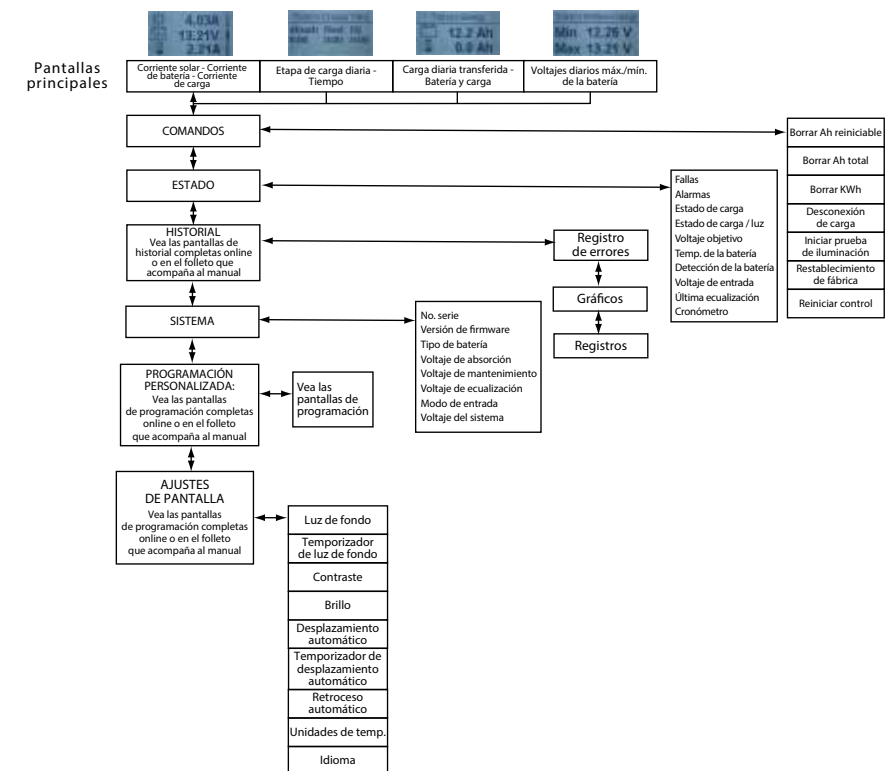 4.03A
13.21V
2.21A
12.2 Ah
0.0 Ah
Min 12.26 V
Max 13.21 V
Pantallas
principales
Corriente solar - Corriente
de batería - Corriente
de carga
Etapa de carga diaria -
Tiempo
Carga diaria transferida -
Batería y carga
Voltajes diarios máx./mín.
de la batería
COMANDOS
Borrar Ah reiniciable
Borrar Ah total
Borrar KWh
Desconexión
de carga
Iniciar prueba
de iluminación
Restablecimiento
de fábrica
Reiniciar control
ESTADO
Fallas
Alarmas
Estado de carga
Estado de carga / luz
Voltaje objetivo
Temp. de la batería
Detección de la batería
Voltaje de entrada
Última ecualización
Cronómetro
HISTORIAL
Vea las pantallas de
historial completas online
o en el folleto que
acompaña al manual
Registro
de errores
Gráficos
Registros
SISTEMA
No. serie
Versión de firmware
Tipo de batería
Voltaje de absorción
Voltaje de mantenimiento
Voltaje de ecualización
Modo de entrada
Voltaje del sistema
PROGRAMACIÓN
PERSONALIZADA:
Vea las pantallas
de programación completas
online o en el folleto
que acompaña al manual
Vea las
pantallas de
programación
AJUSTES
DE PANTALLA
Vea las pantallas
de programación completas
online o en el folleto
que acompaña al manual
Luz de fondo
Temporizador
de luz de fondo
Contraste
Brillo
Desplazamiento
automático
Temporizador de
desplazamiento
automático
Retroceso
automático
Unidades de temp.
Idioma